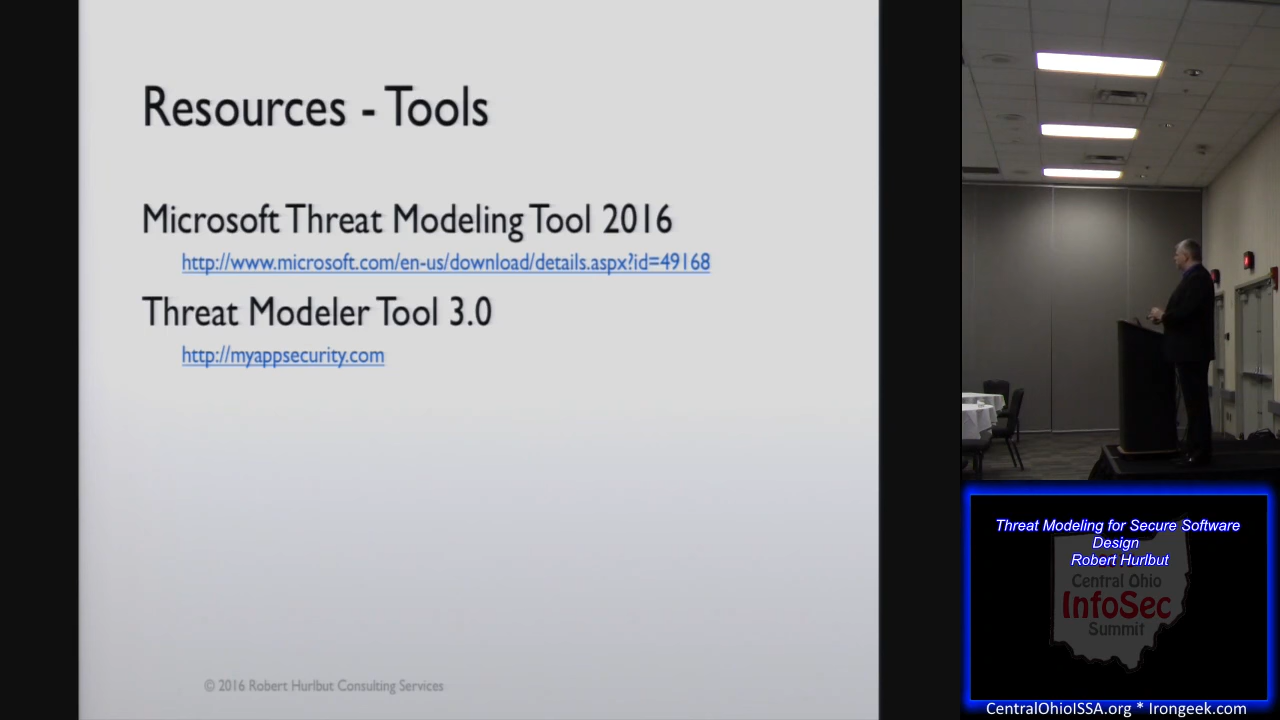 Resources - Tools
Microsoft Threat Modeling Tool 2016
http://www.microsoft.com/en-us/download/details.aspx?id=49168
Threat Modeler Tool 3.0
http://myappsecurity.com
© 2016 Robert Hurlbut Consulting Services
Threat Modeling for Secure Software
Design
Robert Hurlbut
Central Ohio
InfoSec
Summit
CentralOhioISSA.org * Irongeek.com